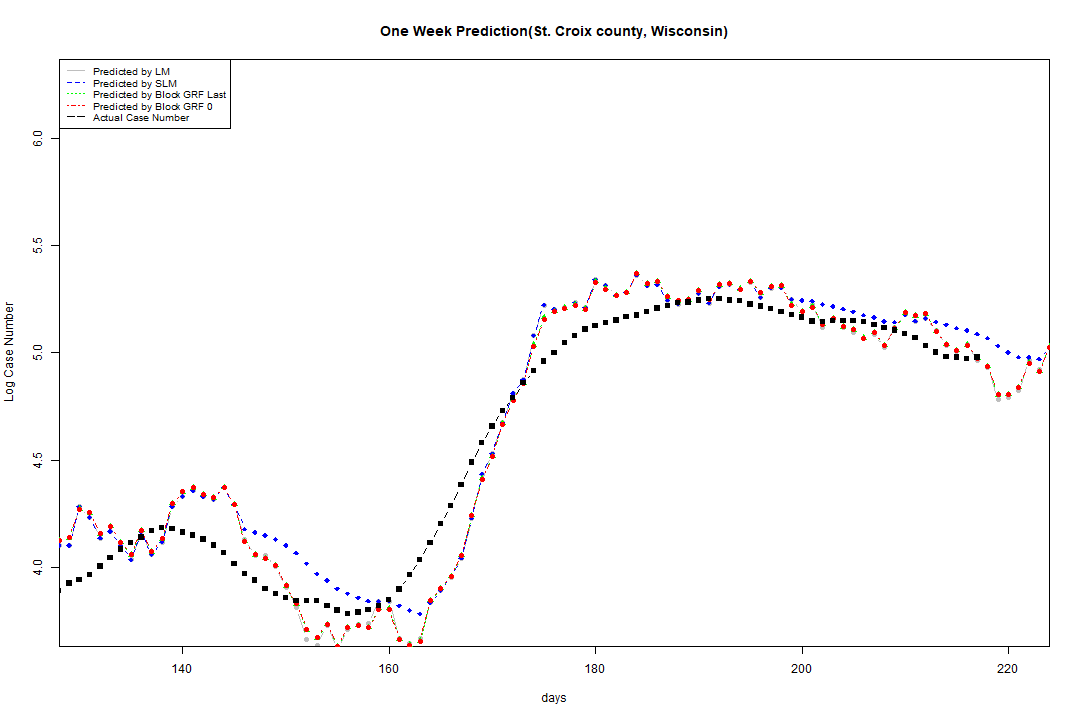 One Week Prediction(St. Croix county, Wisconsin)
Predicted by LM
Predicted by SLM
Predicted by Block GRF Last
Predicted by Block GRF 0
Actual Case Number
6.0
5.5
5.0
4.5
4.0
Log Case Number
140 160 180 200 220
days